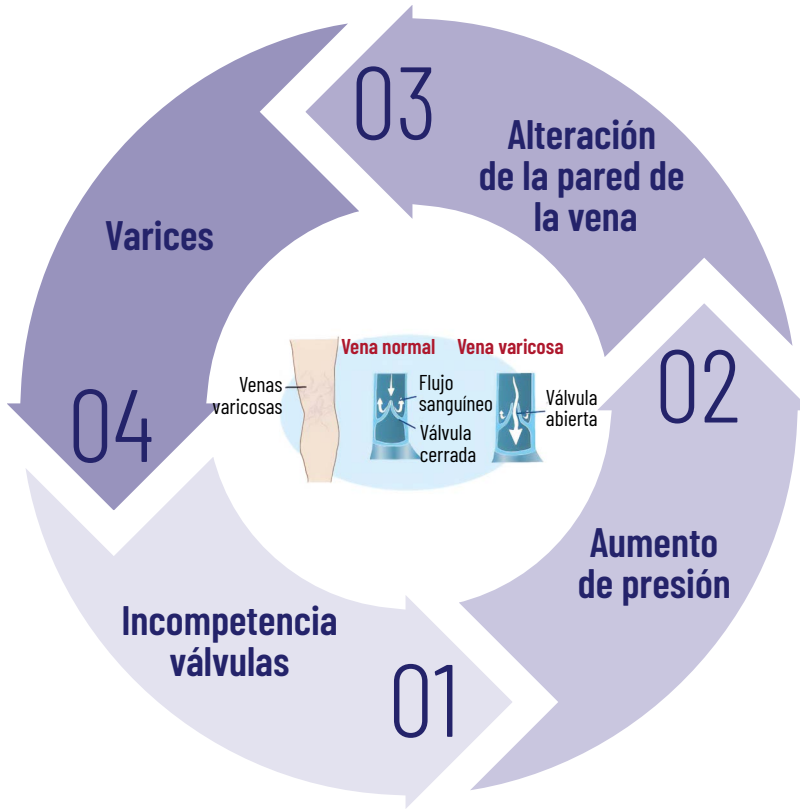 03
Alteración
de la pared de
la vena
Varices
04
02
Aumento
de presión
Incompetencia
válvulas
01
Vena normal
Vena varicosa
Venas
varicosas
Flujo
sanguíneo
Válvula
cerrada
Válvula
abierta